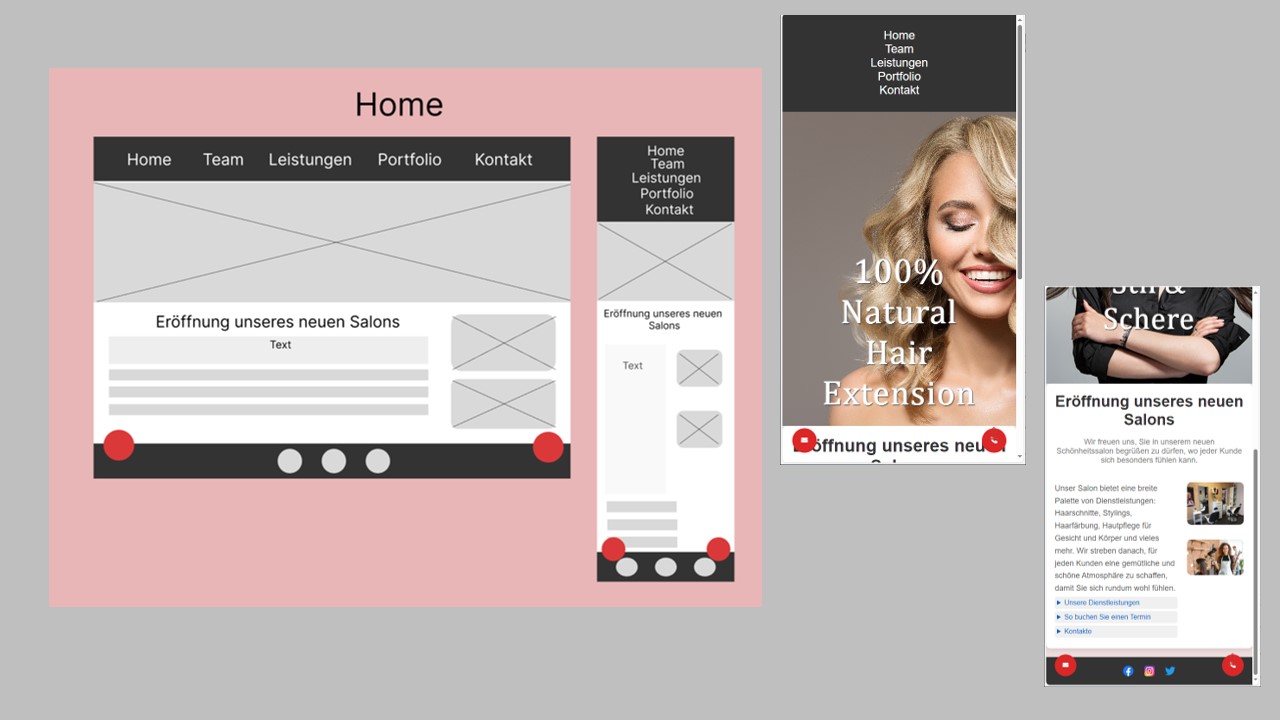 Home
Home Team Leistungen Portfolio Kontakt
Eröffnung unseres neuen Salons
Text
Home
Team
Leistungen
Portfolio
Kontakt
Eröffnung unseres neuen
Salons
Text
Home
Team
Leistungen
Portfolio
Kontakt
100%
Natural
Hair
Extension
Eröffnung unseres
Stil &
Schere
Eröffnung unseres neuen
Salons
Wir freuen uns, Sie in unserem neuen
Schönheitssalon begrüßen zu dürfen, wo jeder Kunde
sich besonders fühlen kann.
Unser Salon bietet eine breite
Palette von Dienstleistungen:
Haarschnitte, Stylings,
Haarfärbung, Hautpflege für
Gesicht und Körper und vieles
mehr. Wir streben danach, für
jeden Kunden eine gemütliche und
schöne Atmosphäre zu schaffen,
damit Sie sich rundum wohl fühlen.
Unsere Dienstleistungen
So buchen Sie einen Termin
Kontakte